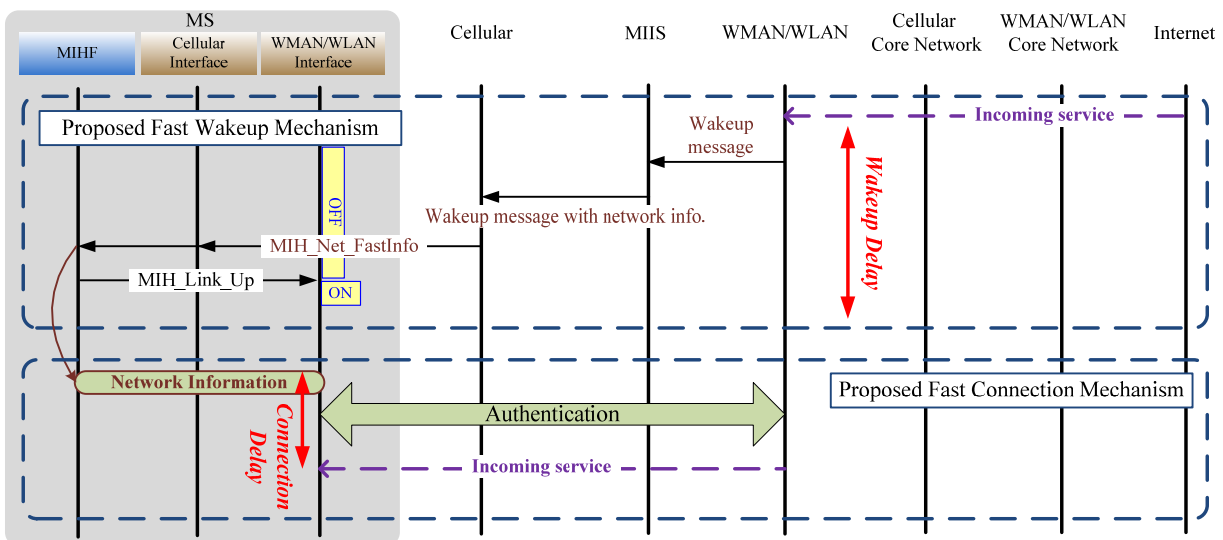 MS
MIHF
Cellular
Interface
WMAN/WLAN
Interface
Cellular
MIIS
WMAN/WLAN
Cellular
Core Network
WMAN/WLAN
Core Network
Internet
Proposed Fast Wakeup Mechanism
Incoming service
Wakeup
message
Wakeup Delay
OFF
Wakeup message with network info.
MIH_Net_FastInfo
MIH_Link_Up
ON
Network Information
Proposed Fast Connection Mechanism
Authentication
Connection
Delay
Incoming service